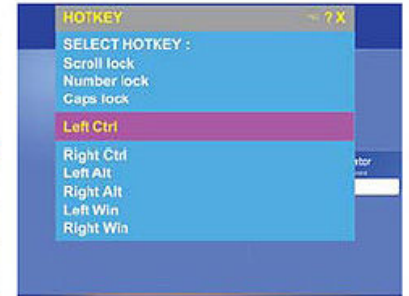 HOTKEY ? X
SELECT HOTKEY :
Scroll lock
Number lock
Caps lock
Left Ctrl
Right Ctrl
Left Alt
Right Alt
Left Win
Right Win